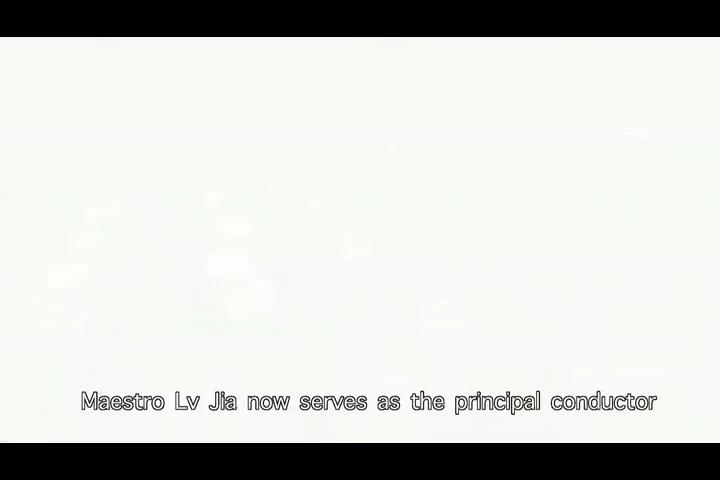 Maestro Lv Jia now serves as the principal conductor